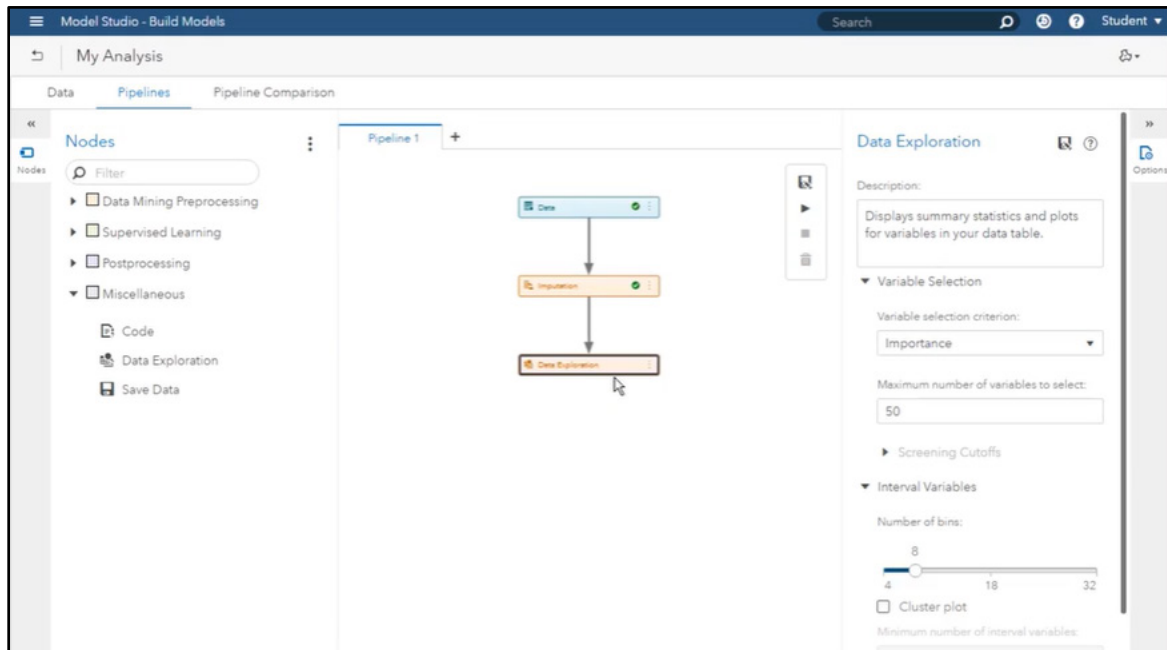 Model Studio - Build Models
Search
Student
My Analysis
Data
Pipelines
Pipeline Comparison
Nodes
Nodes
Filter
Data Mining Preprocessing
Supervised Learning
Postprocessing
Miscellaneous
Code
Data Exploration
Save Data
Pipeline 1
+
Data
Imputation
Data Exploration
Data Exploration
Options
Description:
Displays summary statistics and plots
for variables in your data table.
Variable Selection
Variable selection criterion:
Importance
Maximum number of variables to select:
50
Screening Cutoffs
Interval Variables
Number of bins:
8
4 18 32
Cluster plot
Minimum number of interval variables: